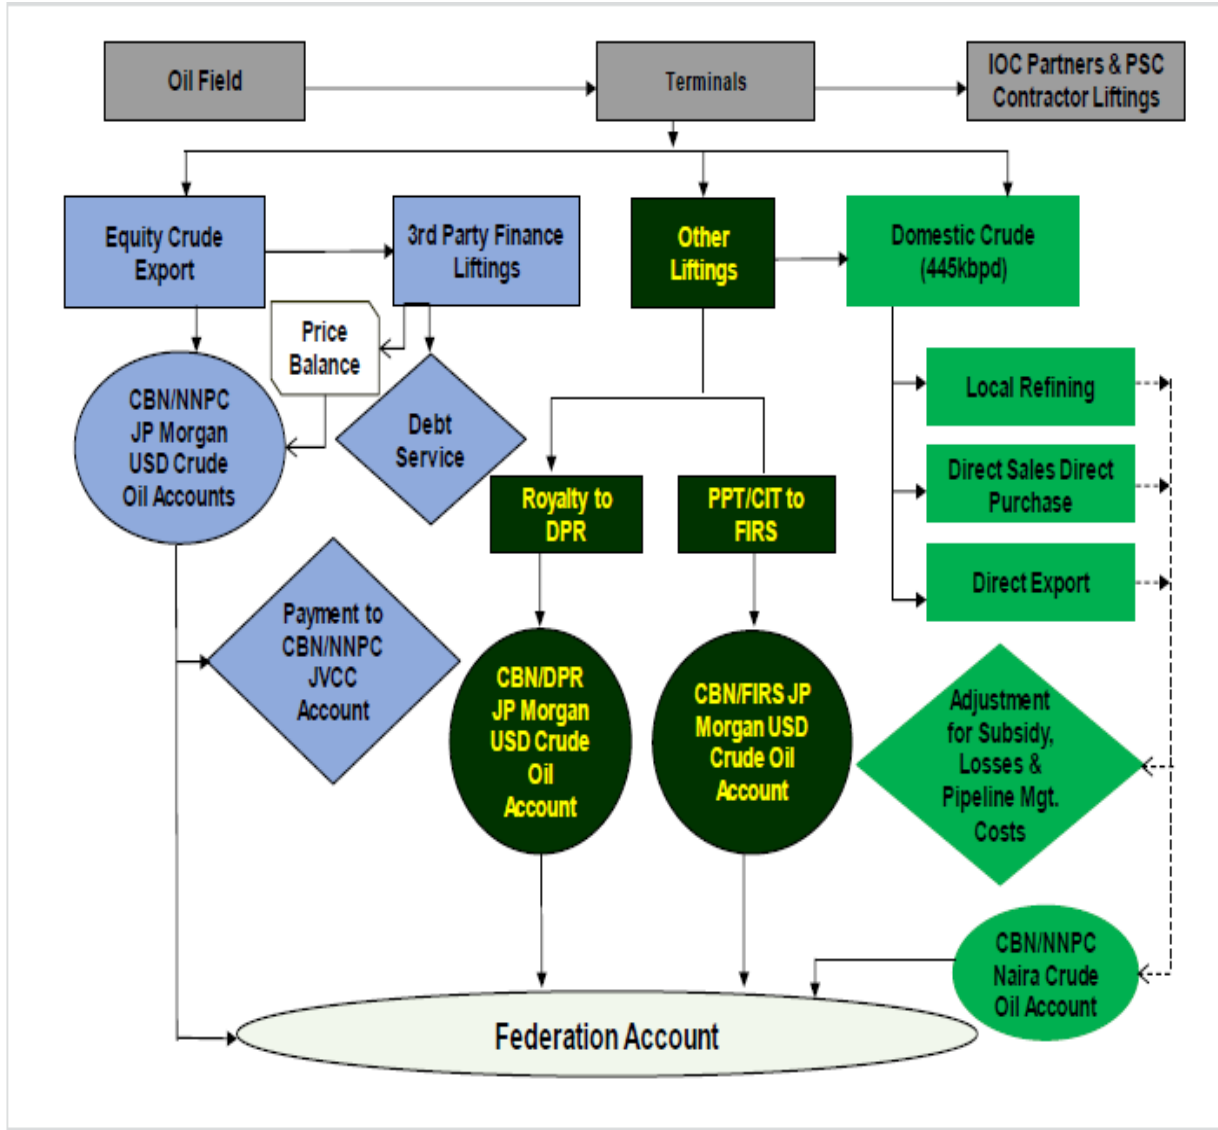 Oil Field
Terminals
IOC Partners & PSC
Contractor Liftings
Equity Crude
Export
3rd Party Finance
Liftings
Other
Liftings
Domestic Crude
(445kbpd)
Price
Balance
CBN/NNPC
JP Morgan
USD Crude
Oil Accounts
Debt
Service
Local Refining
Direct Sales Direct
Purchase
Direct Export
Royalty to
DPR
PPT/CIT to
FIRS
Payment to
CBN/NNPC
JVCC
Account
CBN/DPR
JP Morgan
USD Crude
Oil
Account
CBN/FIRS JP
Morgan USD
Crude Oil
Account
Adjustment
for Subsidy,
Losses &
Pipeline Mgt.
Costs
CBN/NNPC
Naira Crude
Oil Account
Federation Account